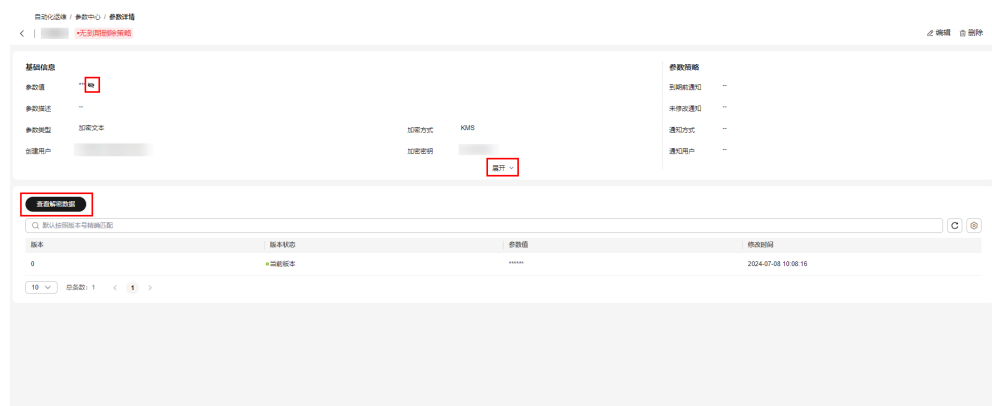 自动化运维 / 参数中心 / 参数详情
•无到期删除策略 编辑 删除
基础信息 参数策略
参数值 *** 到期前通知 --
参数描述 -- 未修改通知 --
参数类型 加密文本 加密方式 KMS 通知方式 --
创建用户 加密密钥 通知用户 --
展开
查看解密数据
默认按照版本号精确匹配
版本 版本状态 参数值 修改时间
0 当前版本 ****** 2024-07-08 10:08:16
10 总条数: 1 < 1 >